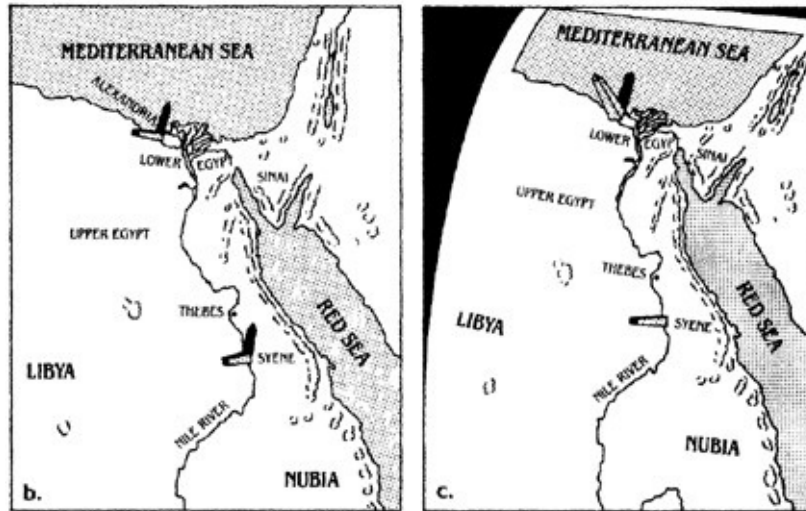 MEDITERRANEAN SEA
ALEXANDRIA
LOWER EGYPT
SINAI
UPPER EGYPT
THEBES
RED SEA
SYENE
LIBYA
NILE RIVER
NUBIA
b.
MEDITERRANEAN SEA
LOWER EGYPT
SINAI
UPPER EGYPT
THEBES
RED SEA
LIBYA
SYENE
NILE RIVER
NUBIA
c.